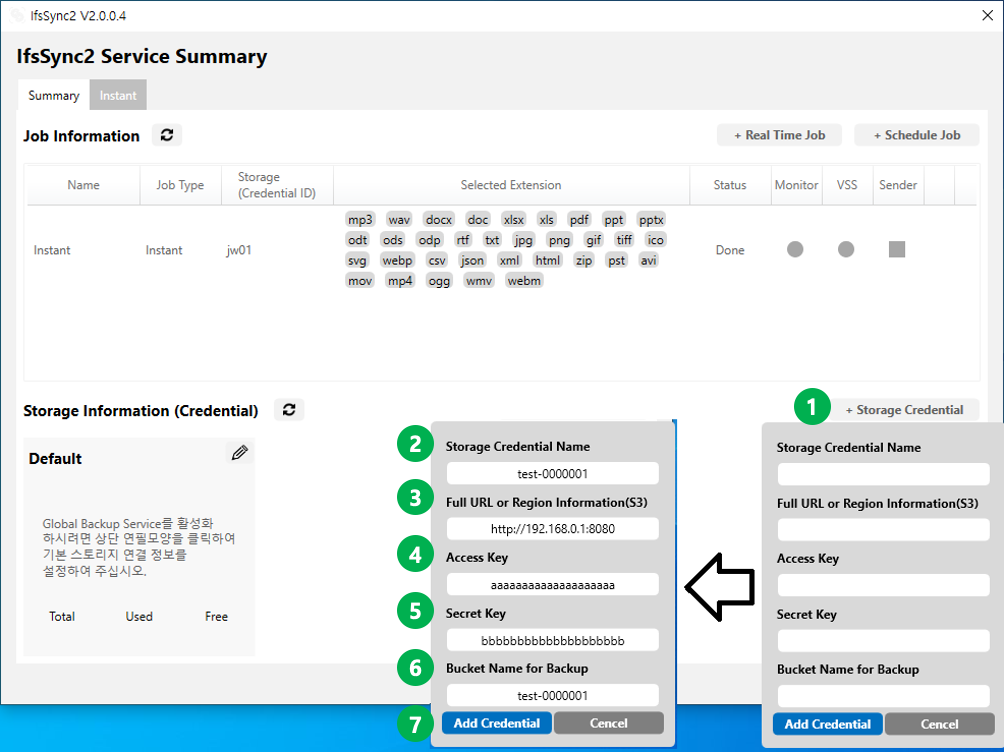 IfsSync2 V2.0.0.4
IfsSync2 Service Summary
Summary
Instant
Job Information
+ Real Time Job
+ Schedule Job
Name
Job Type
Storage
(Credential ID)
Selected Extension
Status
Monitor
VSS
Sender
Instant
Instant
jw01
mp3 wav docx doc xlsx xls pdf ppt pptx
odt ods odp rtf txt jpg png gif tiff ico
svg webp csv json xml html zip pst avi
mov mp4 ogg wmv webm
Done
Storage Information (Credential)
1
+ Storage Credential
Default
Global Backup Service를 활성화
하시려면 상단 연필모양을 클릭하여
기본 스토리지 연결 정보를
설정하여 주십시오.
Total
Used
Free
2
Storage Credential Name
test-0000001
3
Full URL or Region Information(S3)
http://192.168.0.1:8080
4
Access Key
aaaaaaaaaaaaaaaaaaaa
5
Secret Key
bbbbbbbbbbbbbbbbbbbb
6
Bucket Name for Backup
test-0000001
7
Add Credential
Cencel
Storage Credential Name
Full URL or Region Information(S3)
Access Key
Secret Key
Bucket Name for Backup
Add Credential
Cencel